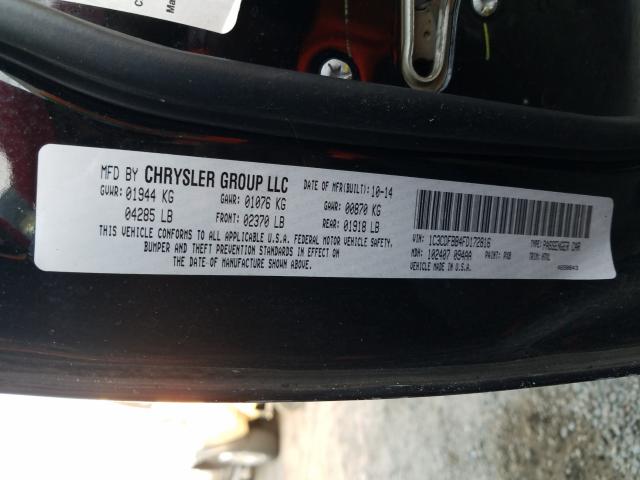 MFD BY CHRYSLER GROUP LLC
DATE OF MFR(BUILT): 10-14
GVWR: 01944 KG GAWR: 01076 KG GAWR: 00870 KG
04285 LB FRONT: 02370 LB REAR: 01918 LB
THIS VEHICLE CONFORMS TO ALL APPLICABLE U.S.A. FEDERAL MOTOR VEHICLE SAFETY,
BUMPER AND THEFT PREVENTION STANDARDS IN EFFECT ON
THE DATE OF MANUFACTURE SHOWN ABOVE.
VIN: 1C3CDFBB4FD172816 TYPE: PASSENGER CAR
MDH: 102407 094AA PAINT: PXB TRIM:
VEHICLE MADE IN U.S.A.